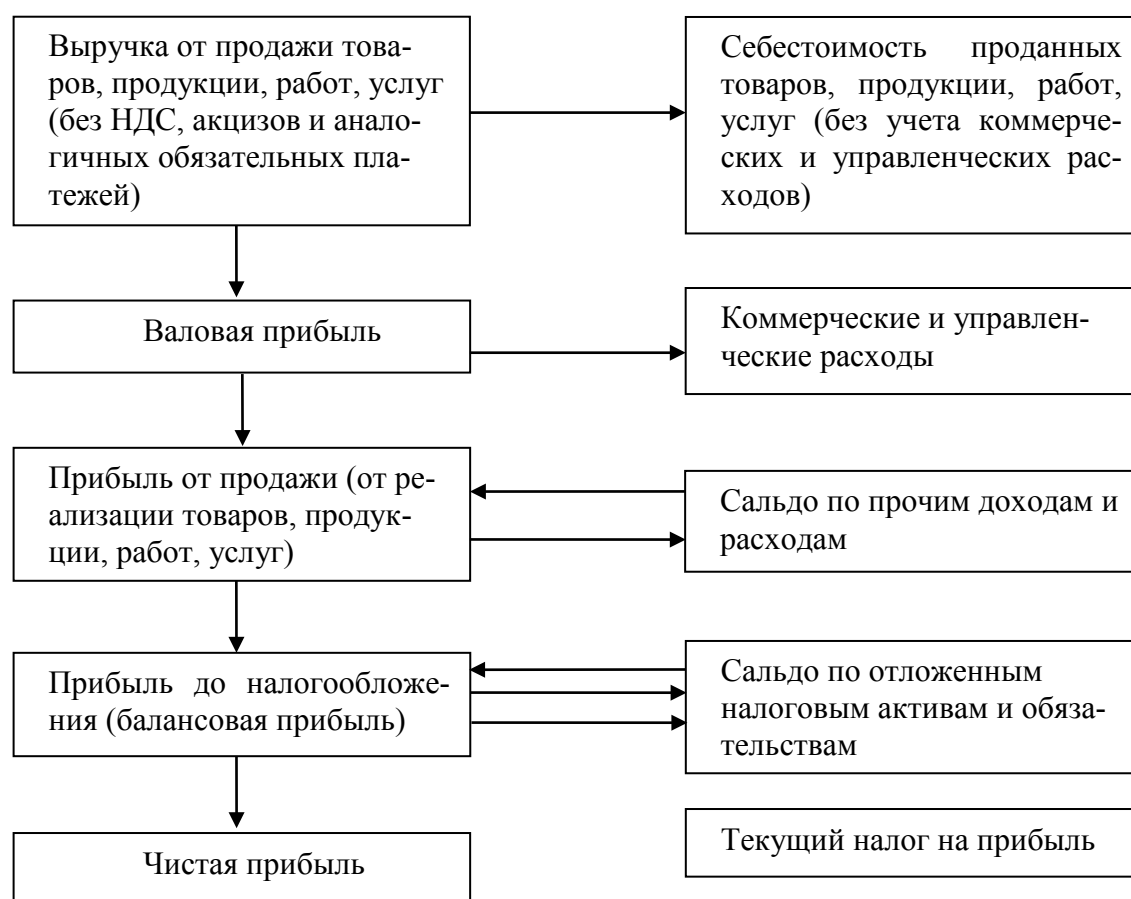 Выручка от продажи това-
ров, продукции, работ, услуг
(без НДС, акцизов и анало-
гичных обязательных пла-
тежей)
Себестоимость проданных
товаров, продукции, работ,
услуг (без учета коммерче-
ских и управленческих рас-
ходов)
Валовая прибыль
Коммерческие и управлен-
ческие расходы
Прибыль от продажи (от ре-
ализации товаров, продук-
ции, работ, услуг)
Сальдо по прочим доходам и
расходам
Прибыль до налогообложе-
ния (балансовая прибыль)
Сальдо по отложенным
налоговым активам и обяза-
тельствам
Чистая прибыль
Текущий налог на прибыль